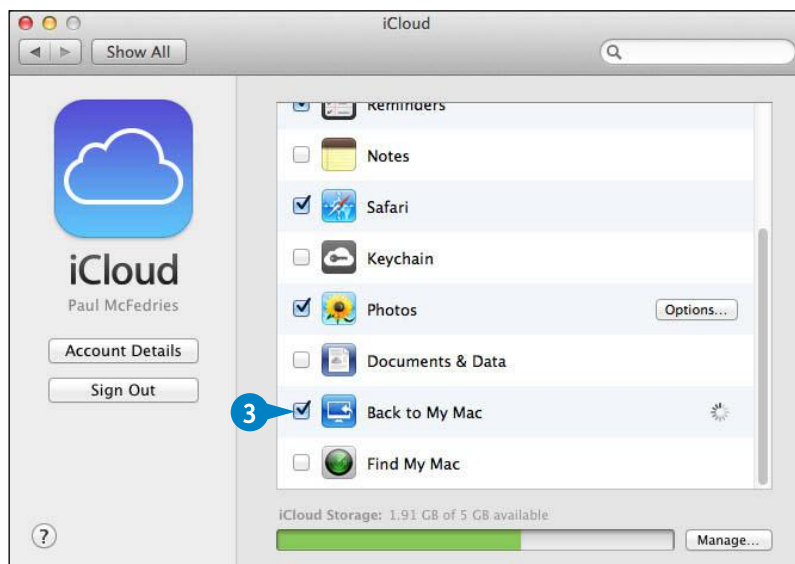 iCloud
Show All
Reminders
Notes
Safari
Keychain
Photos
Options...
Documents & Data
3
Back to My Mac
Find My Mac
iCloud
Paul McFedries
Account Details
Sign Out
iCloud Storage: 1.91 GB of 5 GB available
?
Manage...